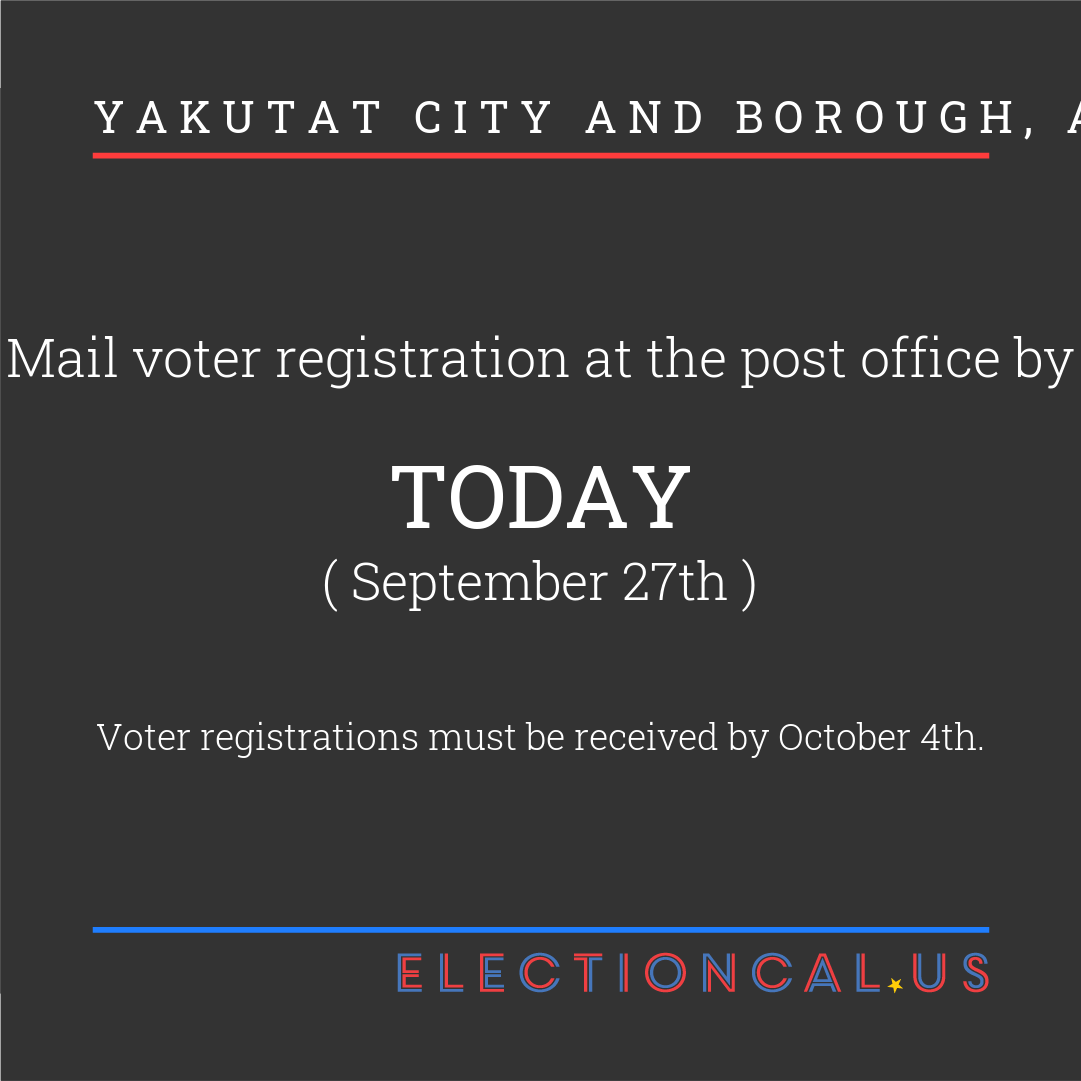 YAKUTAT CITY AND BOROUGH,
Mail voter registration at the post office by
TODAY
( September 27th )
Voter registrations must be received by October 4th.
ELECTIONCAL.US